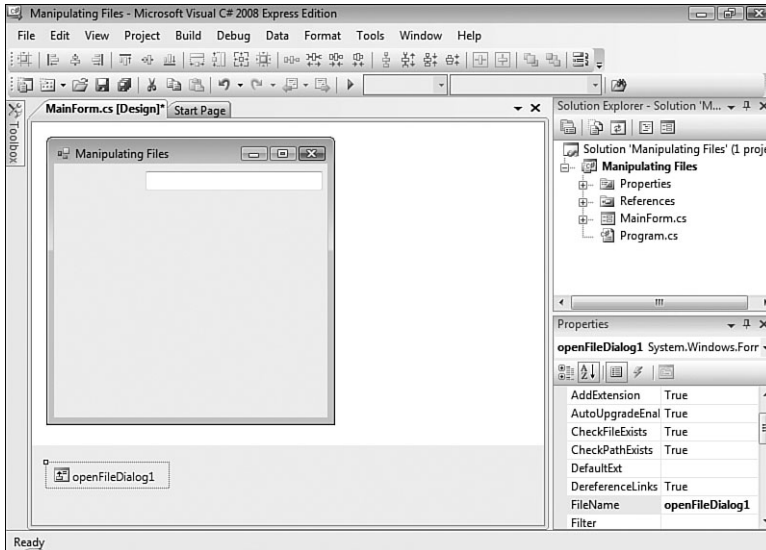 Manipulating Files - Microsoft Visual C# 2008 Express Edition
File Edit View Project Build Debug Data Format Tools Window Help
Toolbox
MainForm.cs [Design]* Start Page
Manipulating Files
openFileDialog1
Solution Explorer - Solution 'M...
Solution 'Manipulating Files' (1 proje
Manipulating Files
Properties
References
MainForm.cs
Program.cs
Properties
openFileDialog1 System.Windows.Forr
AddExtension True
AutoUpgradeEnal True
CheckFileExists True
CheckPathExists True
DefaultExt
DereferenceLinks True
FileName openFileDialog1
Filter
Ready